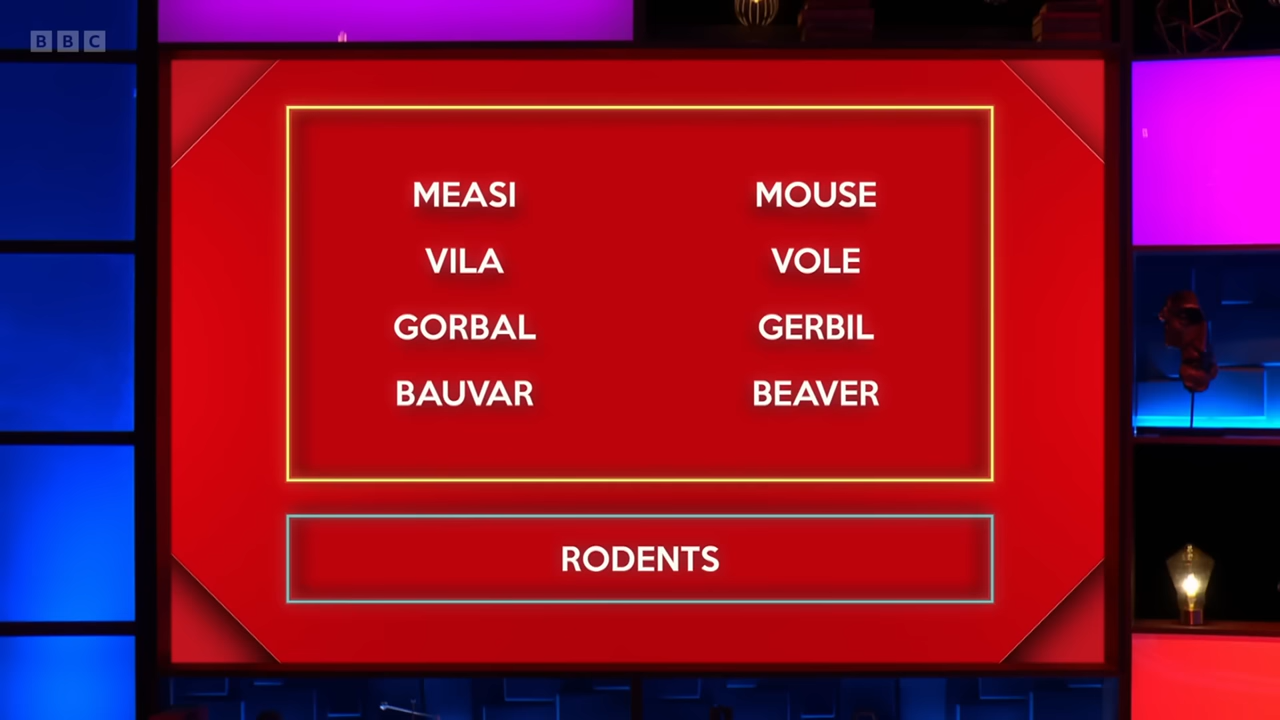 BBC
MEASI MOUSE
VILA VOLE
GORBAL GERBIL
BAUVAR BEAVER
RODENTS